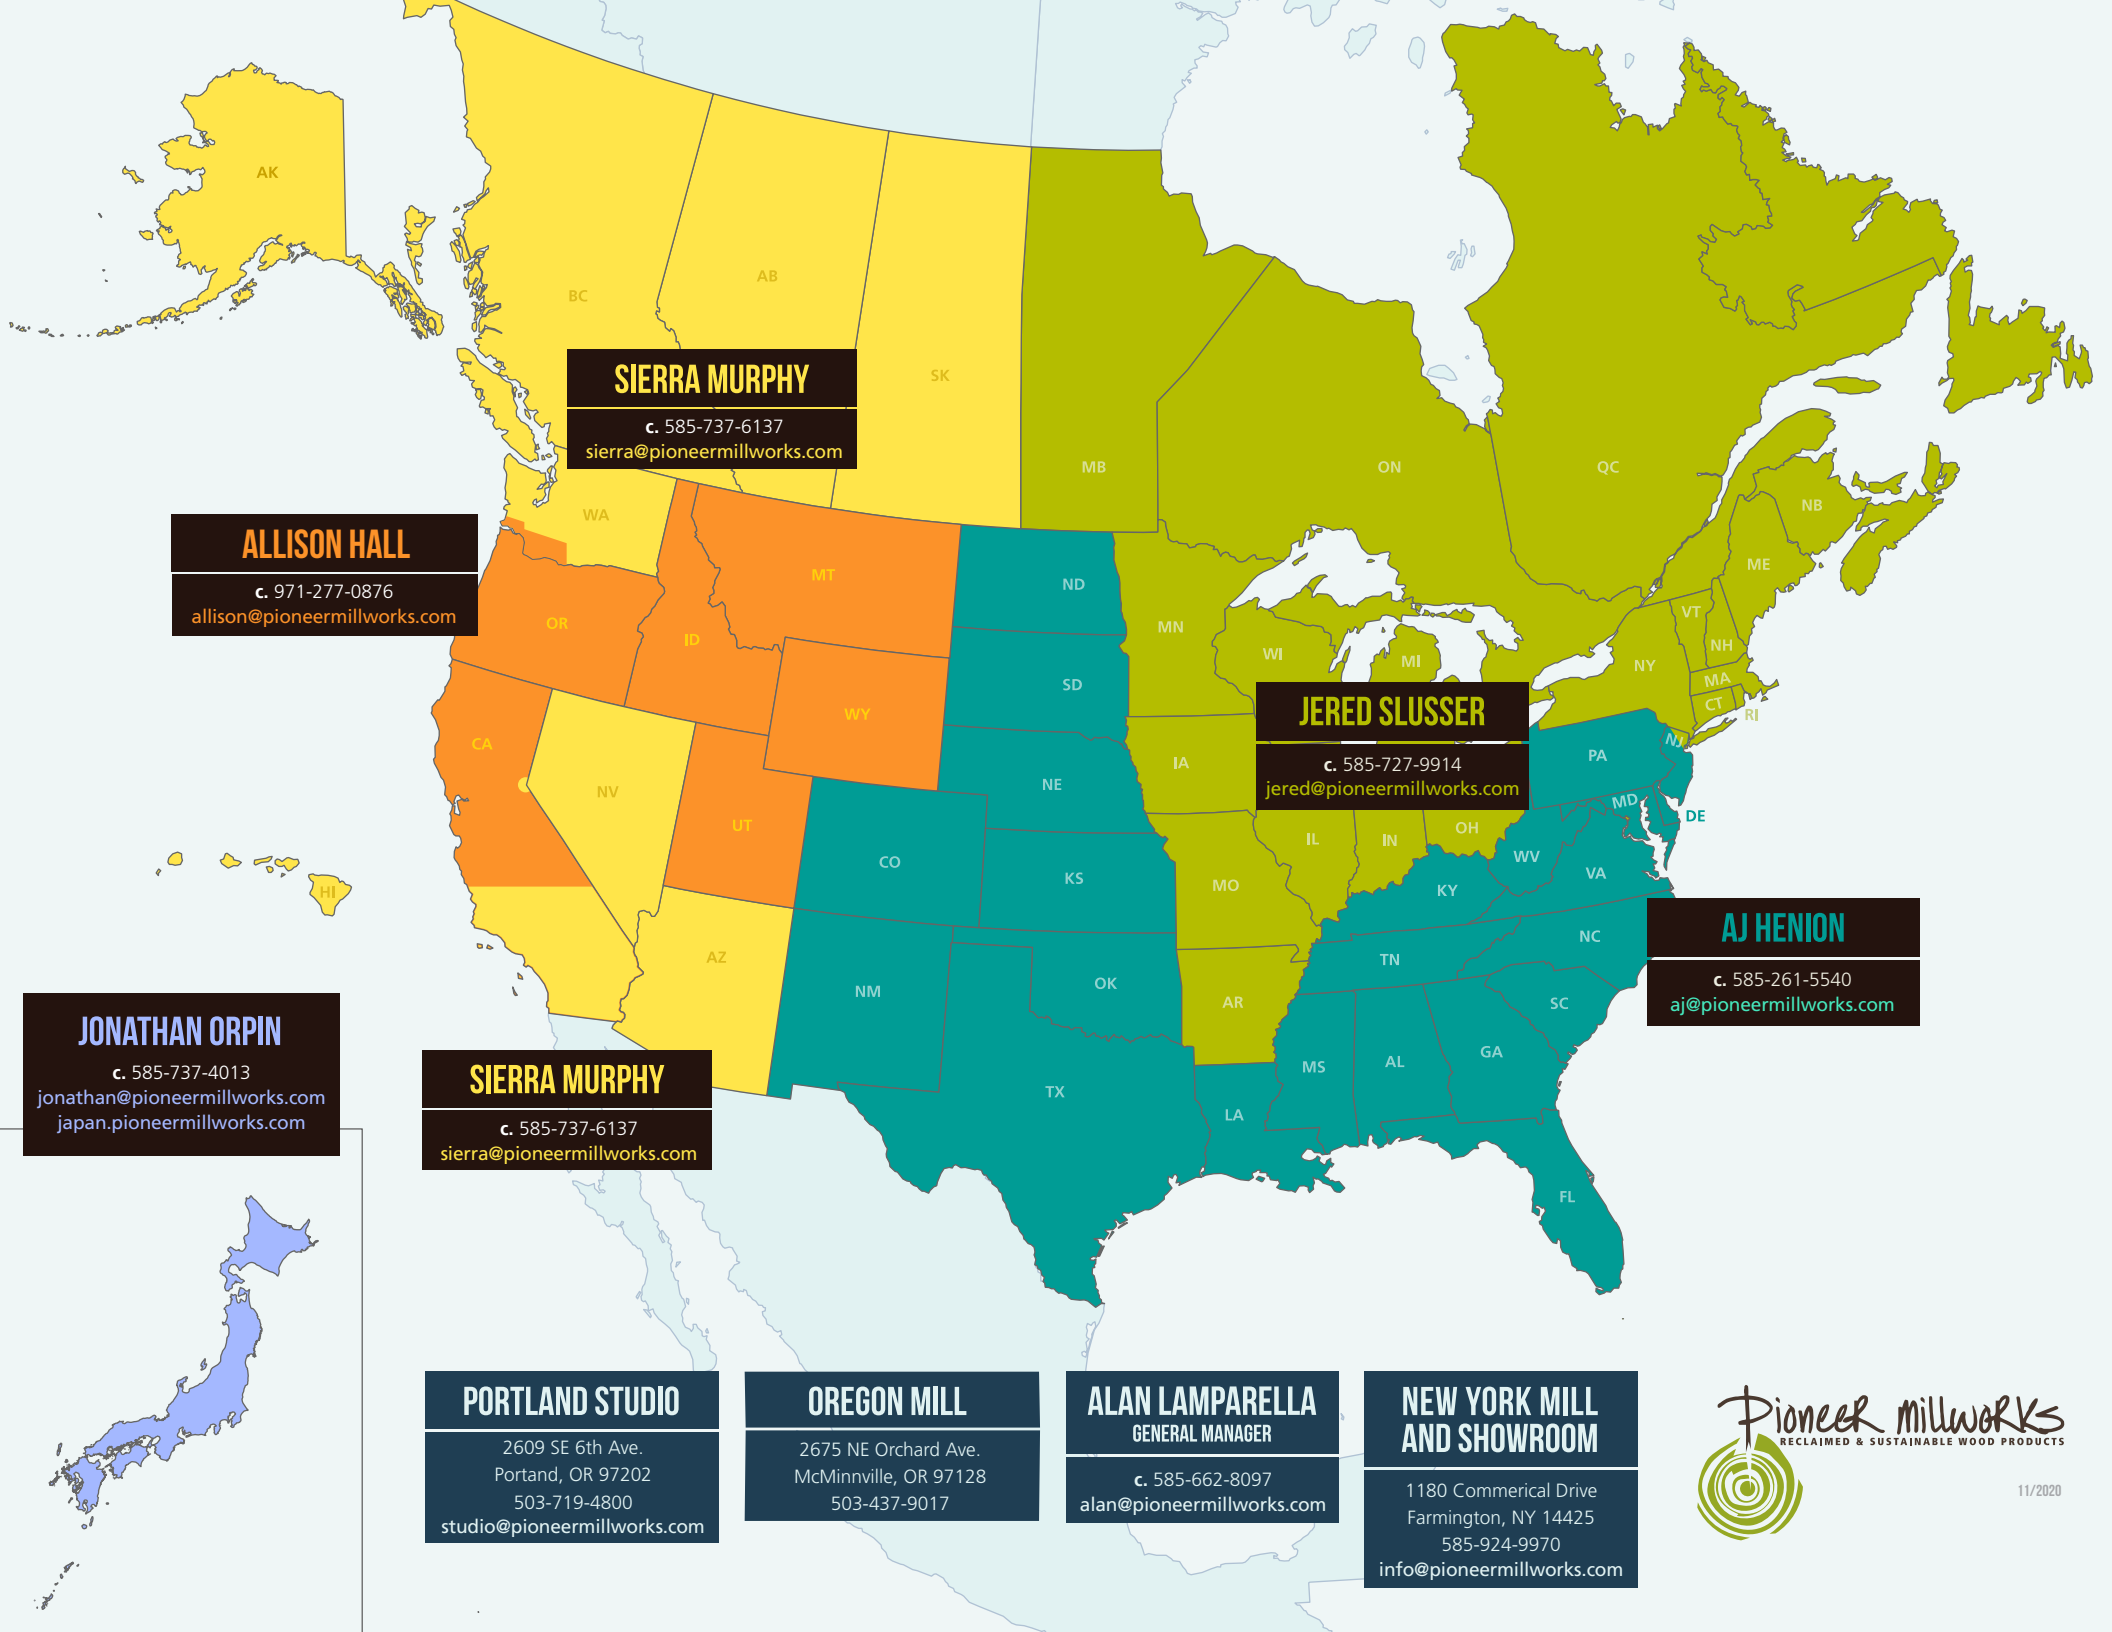 AK
BC
AB
SK
MB
ON
QC
NB
SIERRA MURPHY
c. 585-737-6137
sierra@pioneermillworks.com
WA
ALLISON HALL
c. 971-277-0876
allison@pioneermillworks.com
OR
ID
MT
WY
CA
NV
UT
AZ
HI
ND
SD
NE
KS
CO
NM
OK
TX
MN
WI
MI
IA
MO
AR
IL
IN
OH
NY
VT
NH
ME
MA
CT
RI
JERED SLUSSER
c. 585-727-9914
jered@pioneermillworks.com
PA
NJ
MD
DE
WV
VA
KY
TN
NC
SC
MS
AL
GA
LA
FL
AJ HENION
c. 585-261-5540
aj@pioneermillworks.com
JONATHAN ORPIN
c. 585-737-4013
jonathan@pioneermillworks.com
japan.pioneermillworks.com
SIERRA MURPHY
c. 585-737-6137
sierra@pioneermillworks.com
PORTLAND STUDIO
2609 SE 6th Ave.
Portand, OR 97202
503-719-4800
studio@pioneermillworks.com
OREGON MILL
2675 NE Orchard Ave.
McMinnville, OR 97128
503-437-9017
ALAN LAMPARELLA
GENERAL MANAGER
c. 585-662-8097
alan@pioneermillworks.com
NEW YORK MILL
AND SHOWROOM
1180 Commerical Drive
Farmington, NY 14425
585-924-9970
info@pioneermillworks.com
Pioneer Millworks
RECLAIMED & SUSTAINABLE WOOD PRODUCTS
11/2020